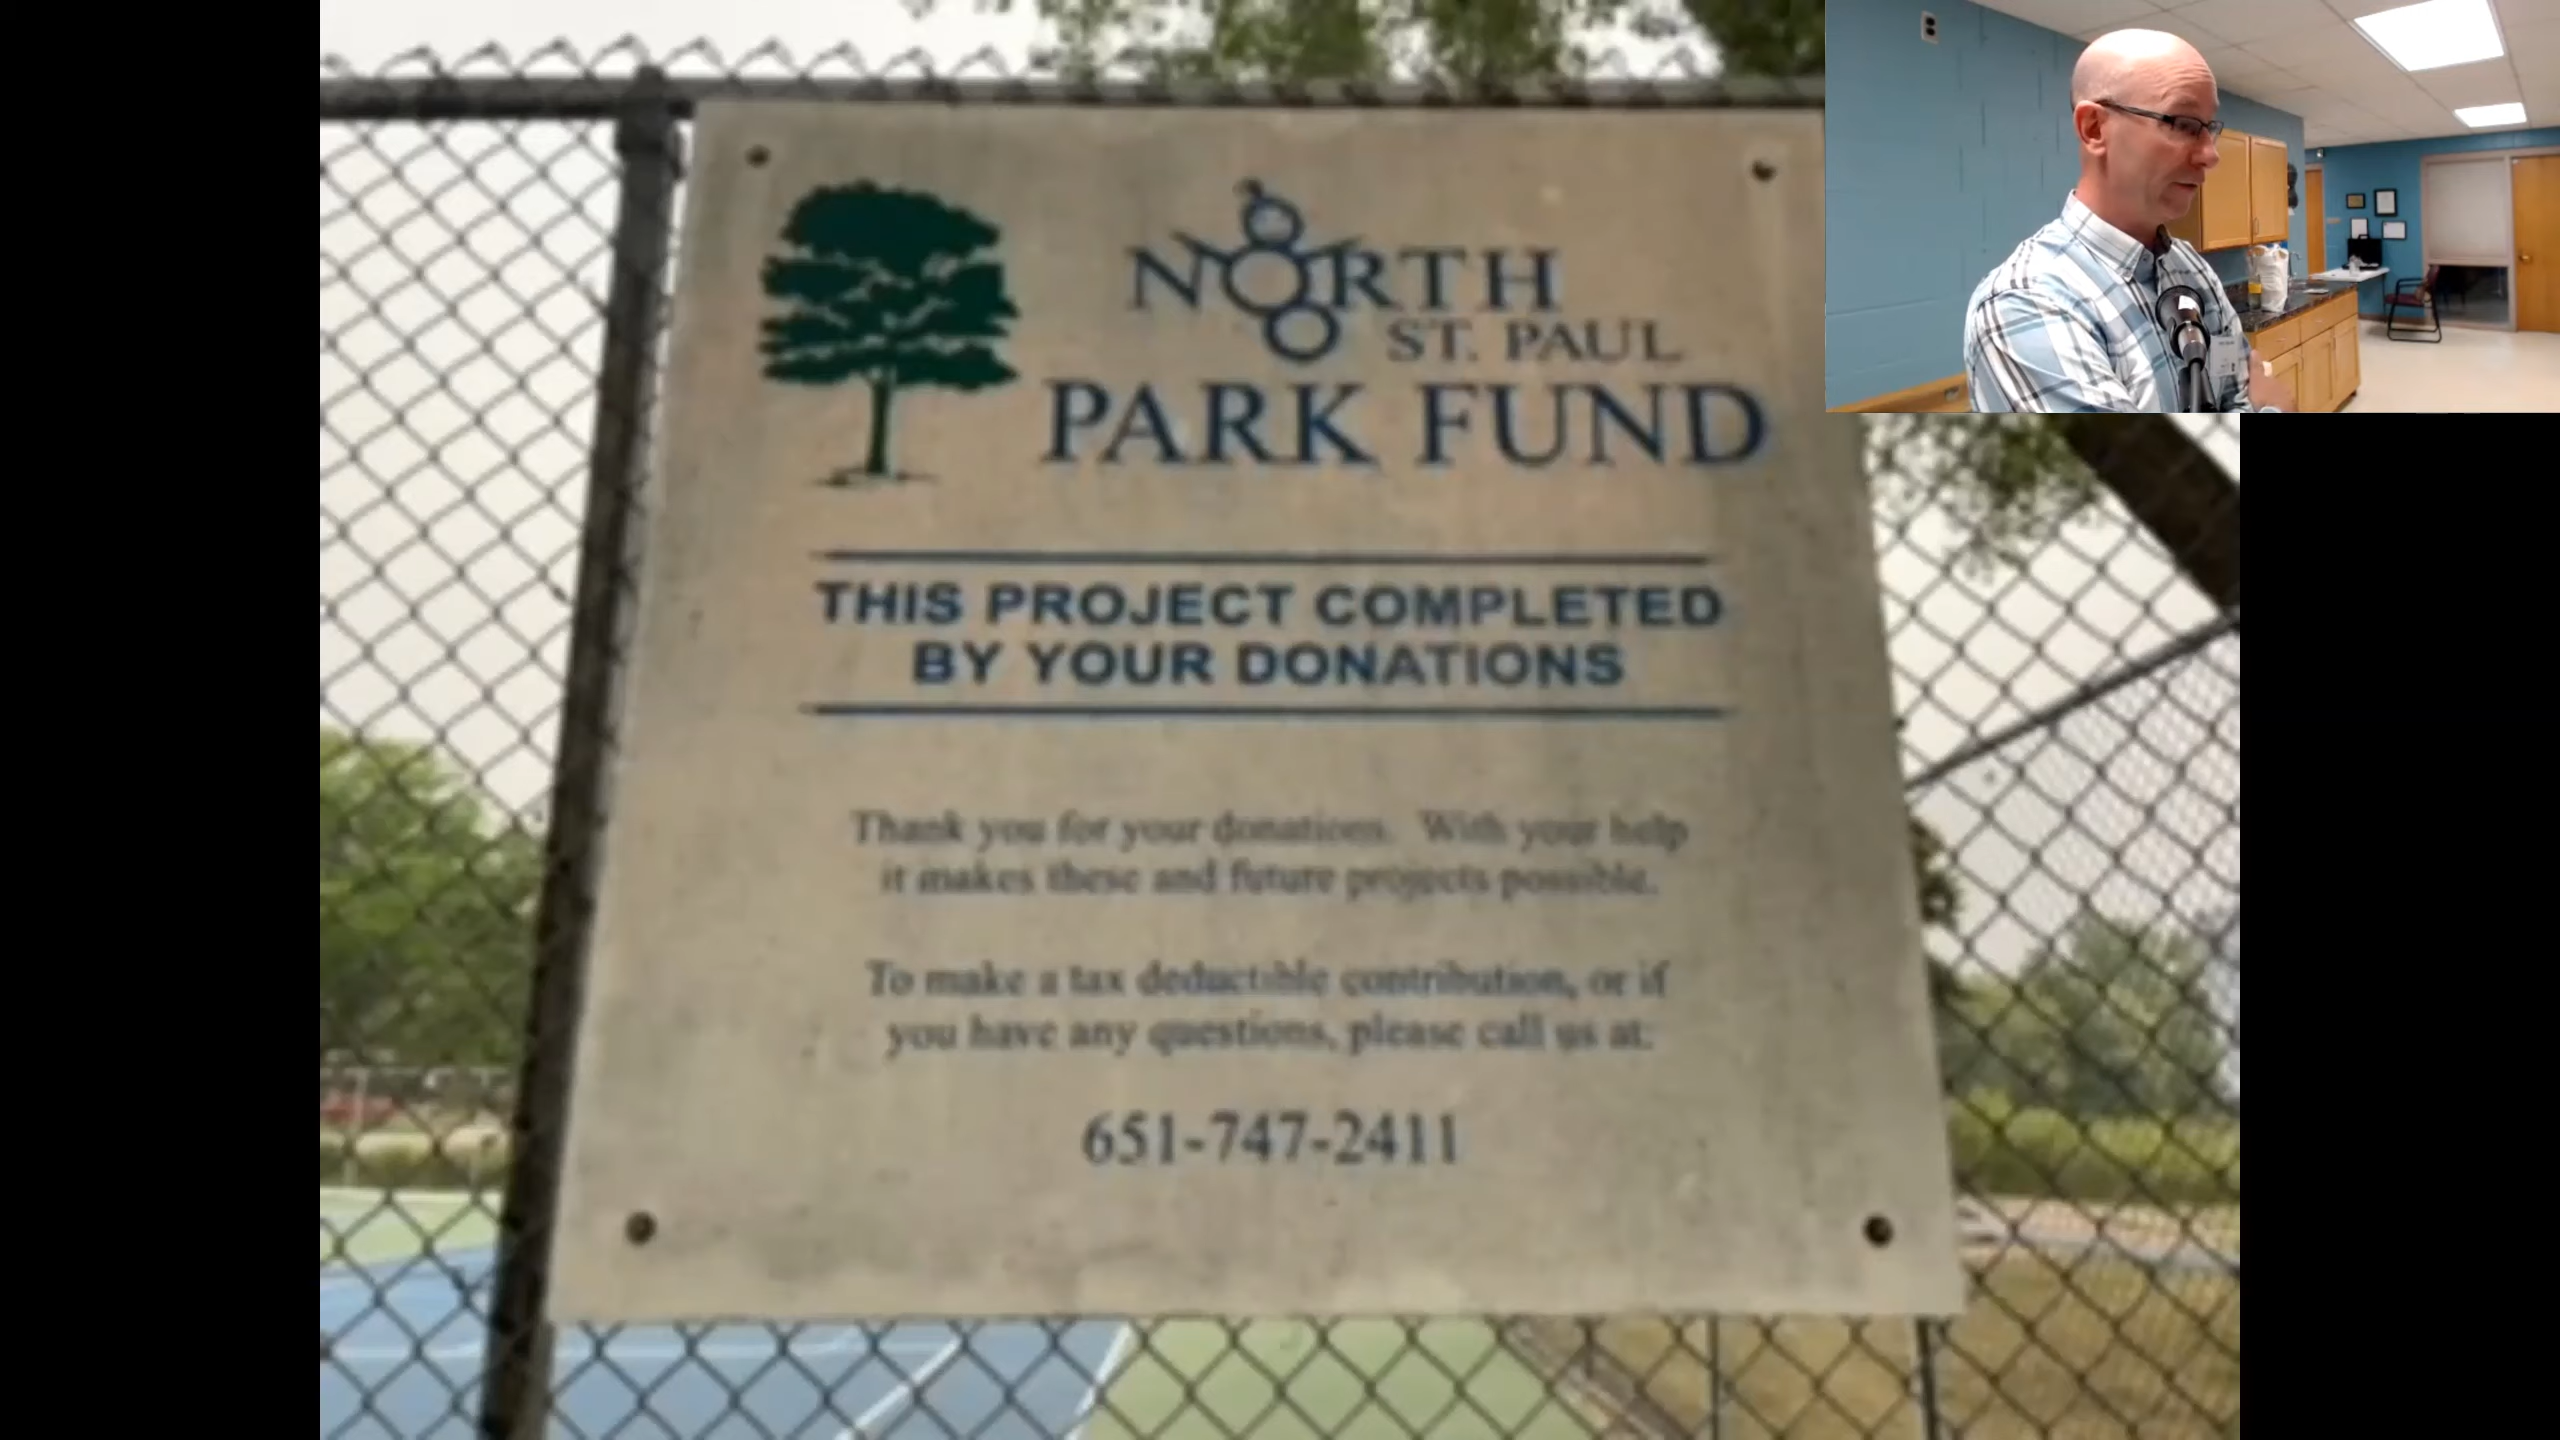 NORTH
ST. PAUL
PARK FUND
THIS PROJECT COMPLETED
BY YOUR DONATIONS
Thank you for your donations. With your help
it makes these and future projects possible.
To make a tax deductible contribution, or if
you have any questions, please call us at:
651-747-2411